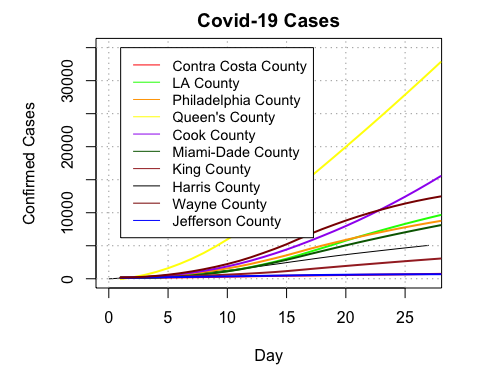 Covid-19 Cases
Confirmed Cases
30000
20000
10000
0
Contra Costa County
LA County
Philadelphia County
Queen's County
Cook County
Miami-Dade County
King County
Harris County
Wayne County
Jefferson County
0 5 10 15 20 25
Day